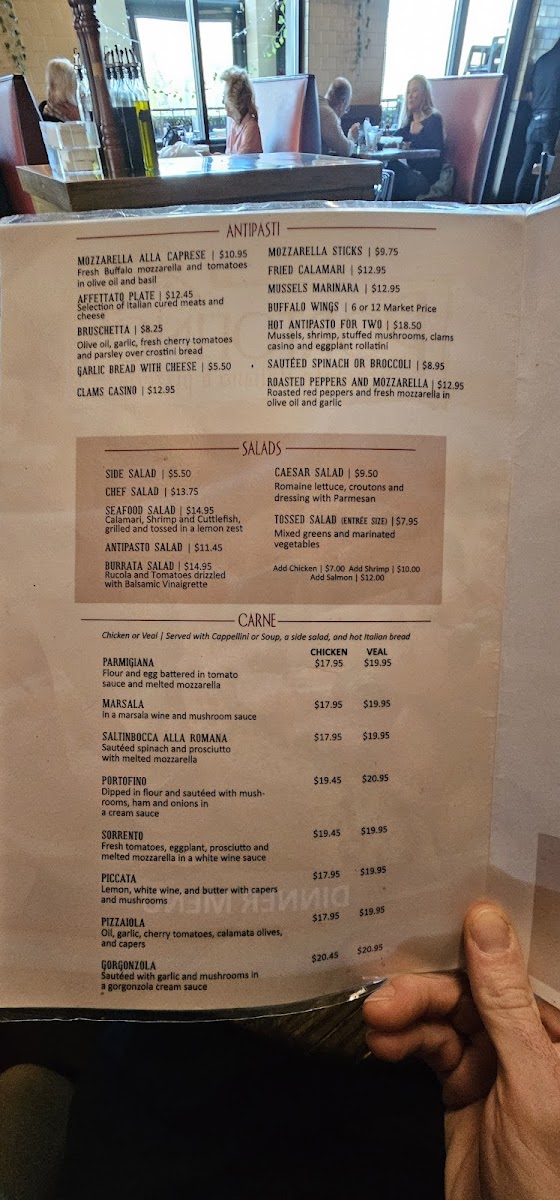 ANTIPASTI
MOZZARELLA ALLA CAPRESE | $10.95
Fresh Buffalo mozzarella and tomatoes
in olive oil and basil
AFFETTATO PLATE | $12.45
Selection of Italian cured meats and
cheese
BRUSCHETTA | $8.25
Olive oil, garlic, fresh cherry tomatoes
and parsley over crostini bread
GARLIC BREAD WITH CHEESE | $5.50
CLAMS CASINO | $12.95
MOZZARELLA STICKS | $9.75
FRIED CALAMARI | $12.95
MUSSELS MARINARA | $12.95
BUFFALO WINGS | 6 or 12 Market Price
HOT ANTIPASTO FOR TWO | $18.50
Mussels, shrimp, stuffed mushrooms, clams
casino and eggplant rollatini
SAUTÉED SPINACH OR BROCCOLI | $8.95
ROASTED PEPPERS AND MOZZARELLA | $12.95
Roasted red peppers and fresh mozzarella in
olive oil and garlic
SALADS
SIDE SALAD | $5.50
CHEF SALAD | $13.75
SEAFOOD SALAD | $14.95
Calamari, Shrimp and Cuttlefish,
grilled and tossed in a lemon zest
ANTIPASTO SALAD | $11.45
BURRATA SALAD | $14.95
Rucola and Tomatoes drizzled
with Balsamic Vinaigrette
CAESAR SALAD | $9.50
Romaine lettuce, croutons and
dressing with Parmesan
TOSSED SALAD (ENTRÉE SIZE) | $7.95
Mixed greens and marinated
vegetables
Add Chicken | $7.00 Add Shrimp | $10.00
Add Salmon | $12.00
CARNE
Chicken or Veal | Served with Cappellini or Soup, a side salad, and hot Italian bread
CHICKEN VEAL
PARMIGIANA $17.95 $19.95
Flour and egg battered in tomato
sauce and melted mozzarella
MARSALA $17.95 $19.95
In a marsala wine and mushroom sauce
SALTINBOCCA ALLA ROMANA $17.95 $19.95
Sautéed spinach and prosciutto
with melted mozzarella
PORTOFINO $19.45 $20.95
Dipped in flour and sautéed with mush-
rooms, ham and onions in
a cream sauce
SORRENTO $19.45 $19.95
Fresh tomatoes, eggplant, prosciutto and
melted mozzarella in a white wine sauce
PICCATA $17.95 $19.95
Lemon, white wine, and butter with capers
and mushrooms
PIZZAIOLA $17.95 $19.95
Oil, garlic, cherry tomatoes, calamata olives,
and capers
GORGONZOLA $20.45 $20.95
Sautéed with garlic and mushrooms in
a gorgonzola cream sauce
DINNER MENU